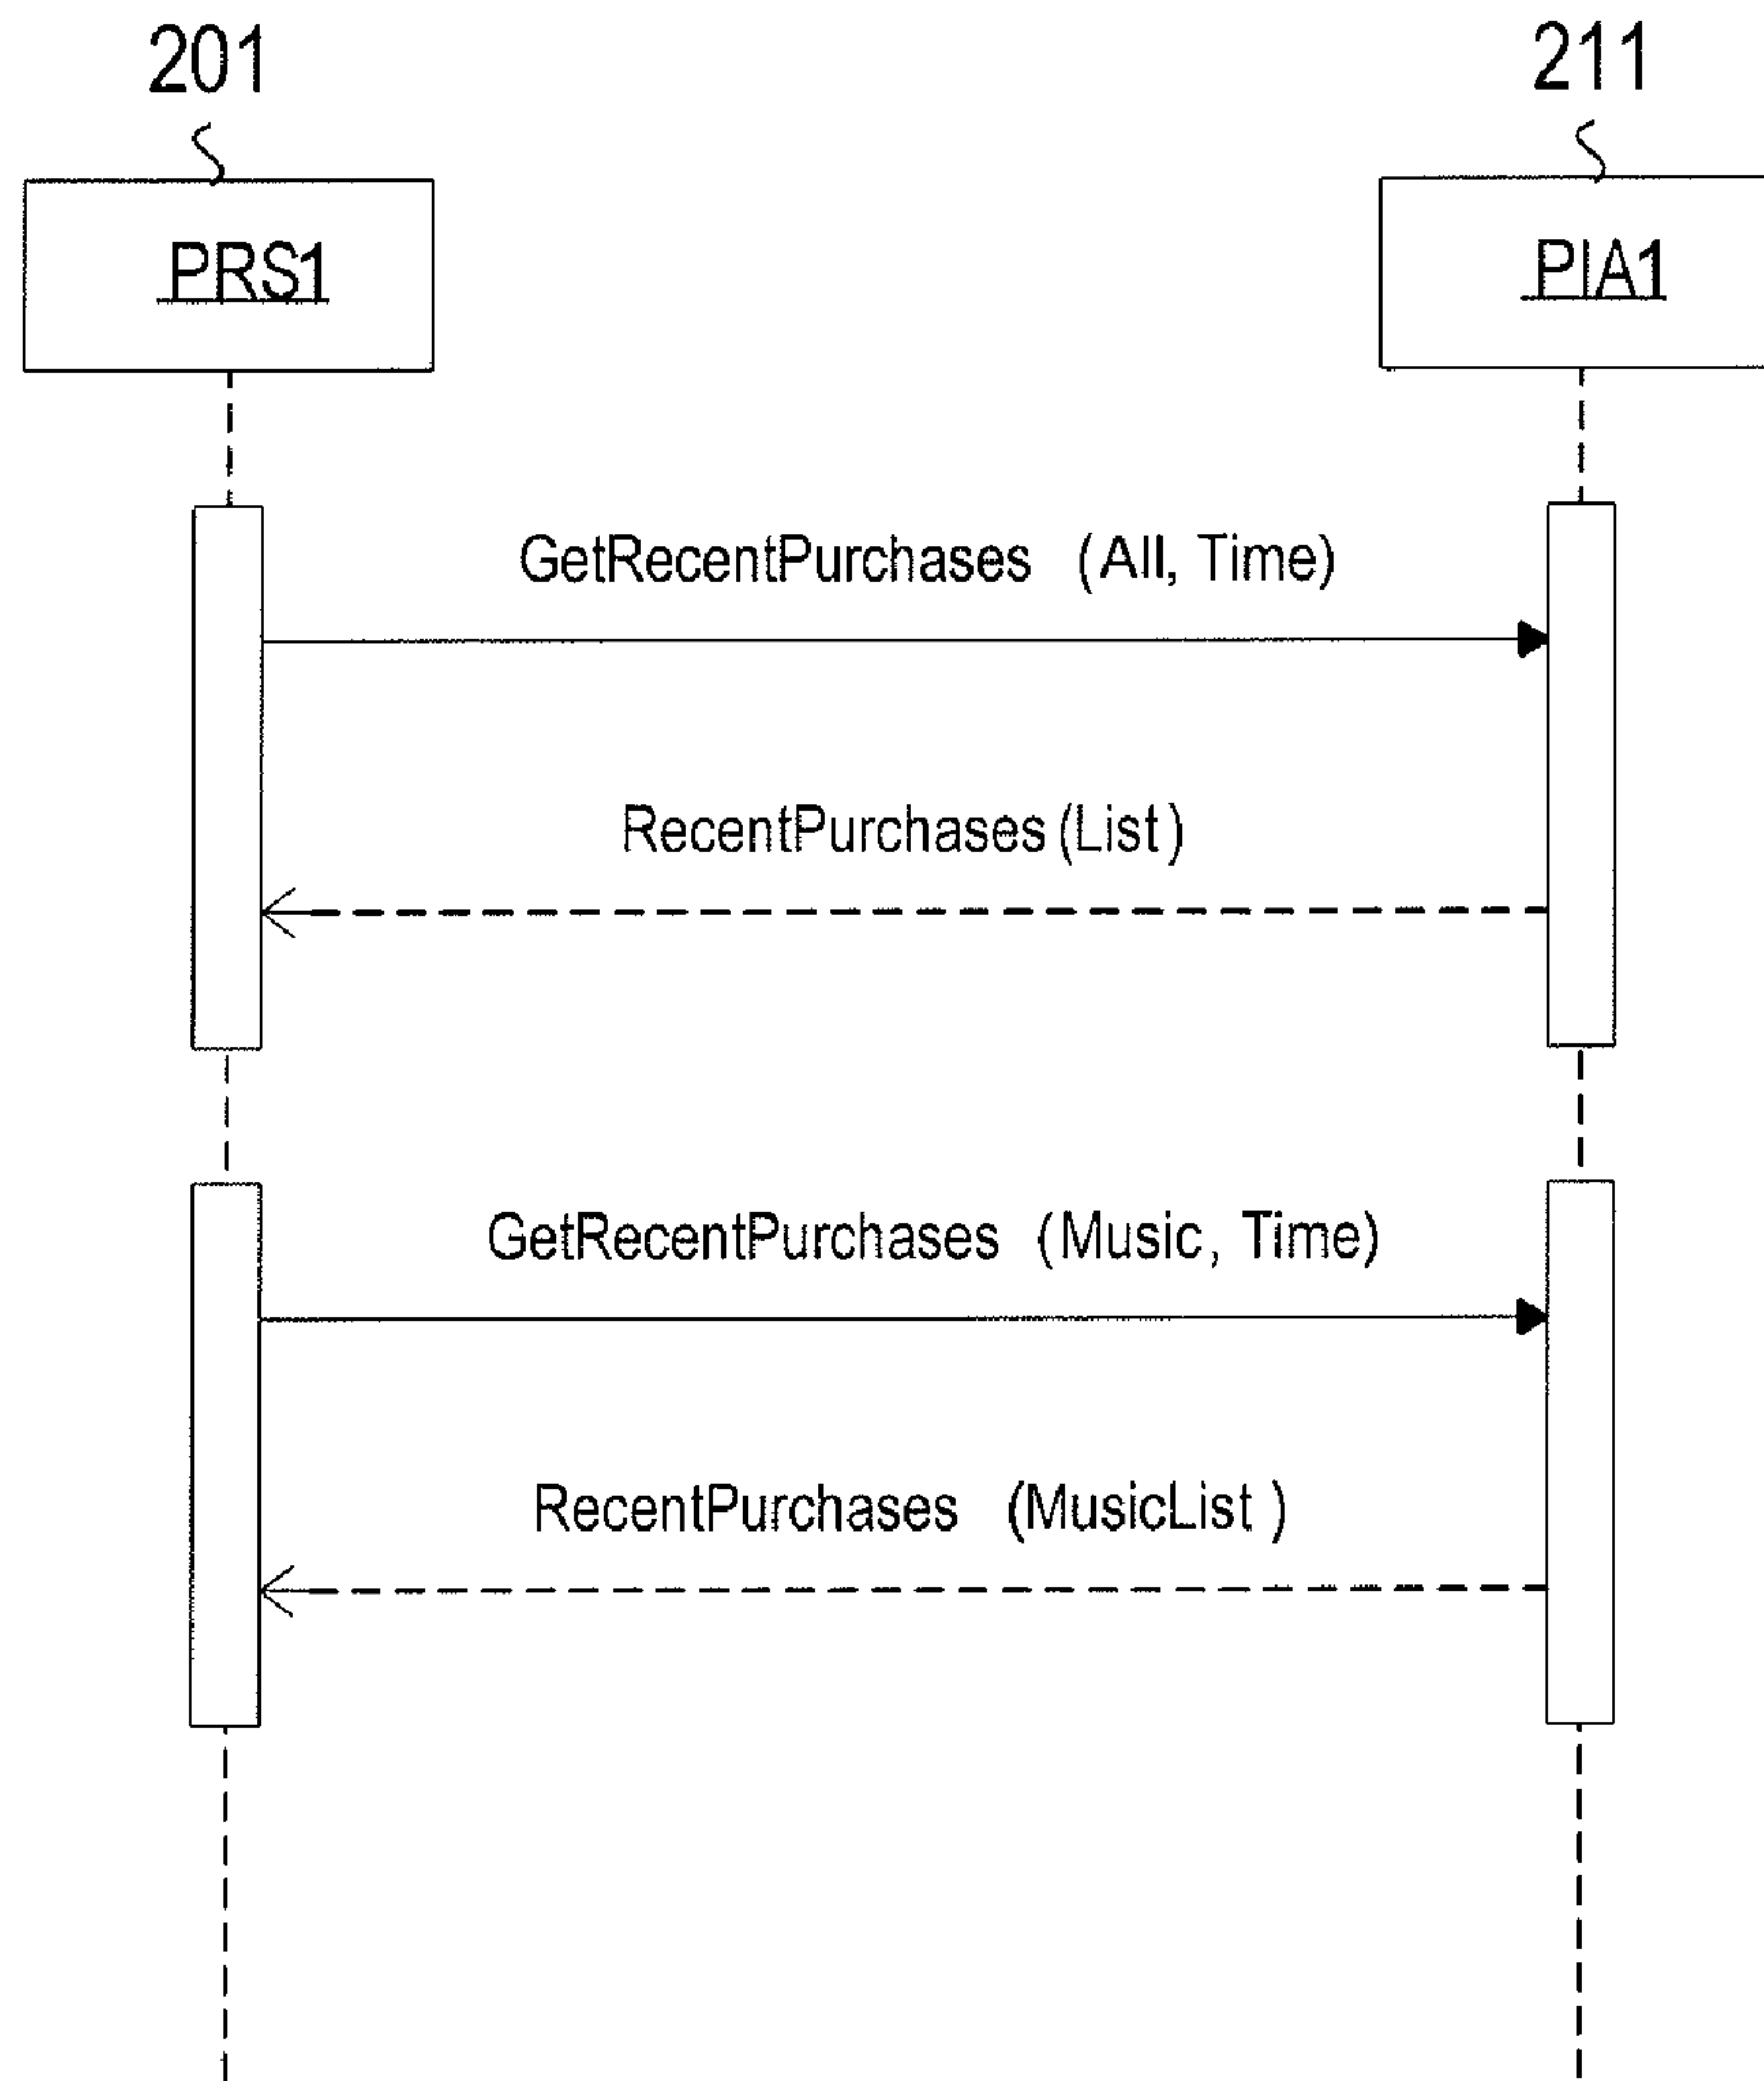 201
211
PRS1
PIA1
GetRecentPurchases (All, Time)
RecentPurchases (List)
GetRecentPurchases (Music, Time)
RecentPurchases (MusicList )